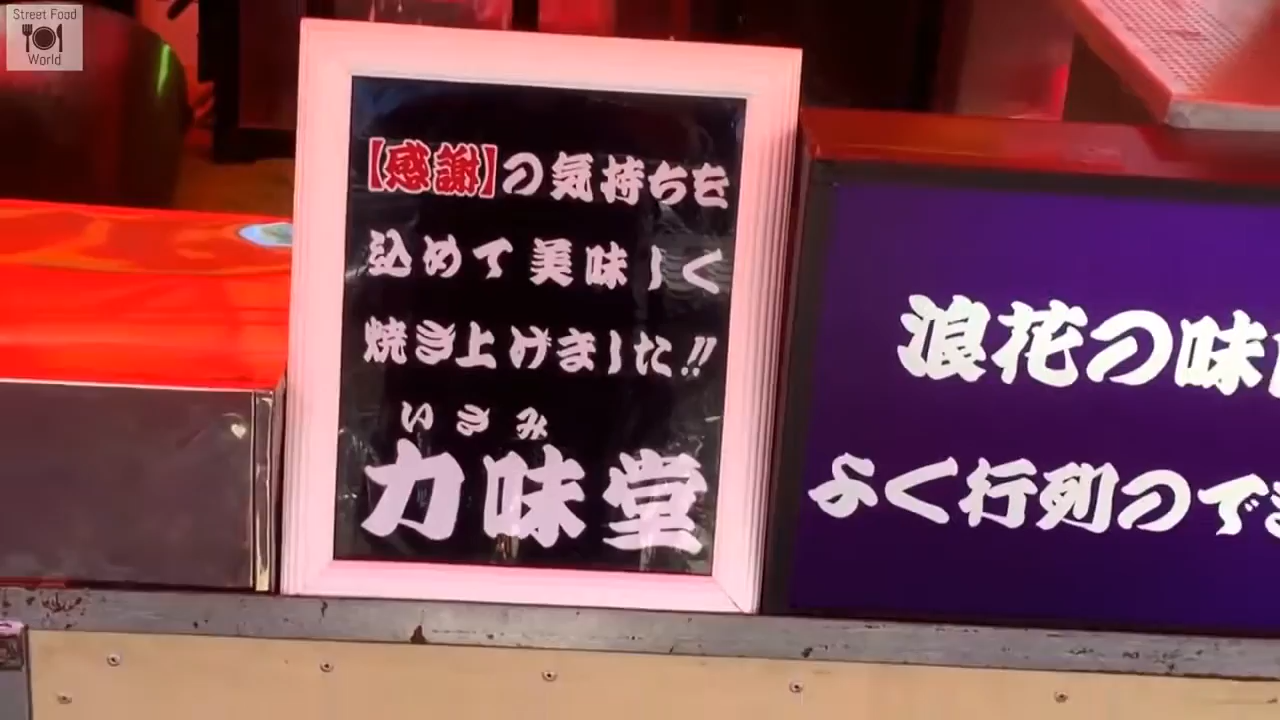 Street Food
World
【感謝】の気持ちを
込めて美味しく
焼き上げました!!
いさみ
力味堂
浪花の味
よく行列ので